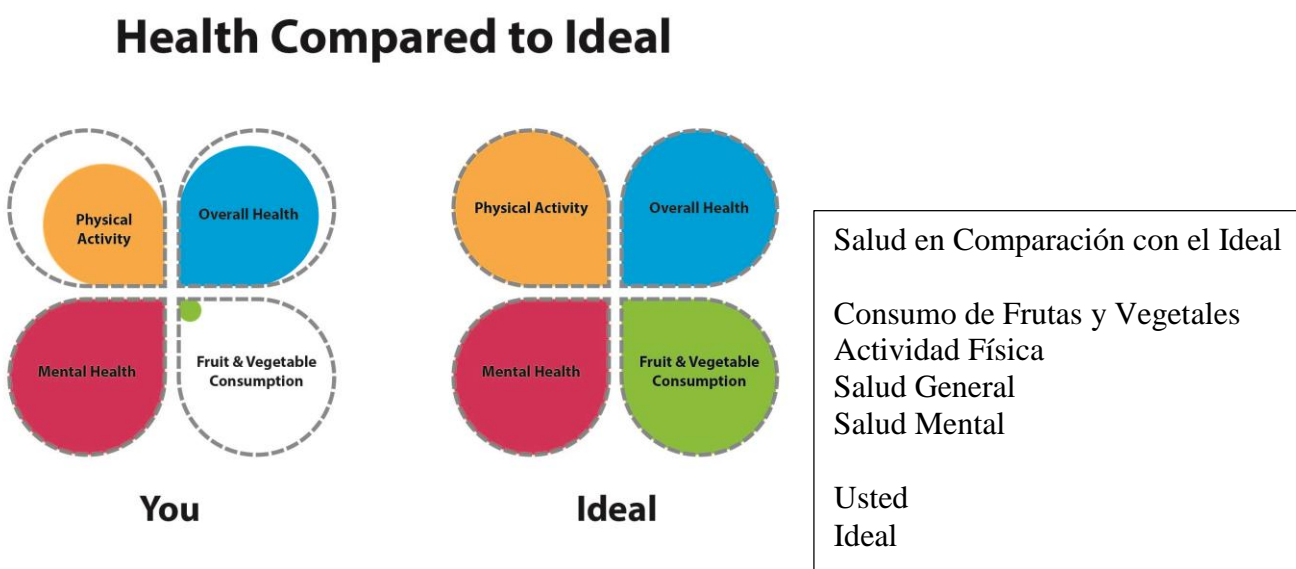 Health Compared to Ideal
Physical
Activity
Overall Health
Mental Health
Fruit & Vegetable
Consumption
You
Physical Activity
Overall Health
Mental Health
Fruit & Vegetable
Consumption
Ideal
Salud en Comparación con el Ideal
Consumo de Frutas y Vegetales
Actividad Física
Salud General
Salud Mental
Usted
Ideal